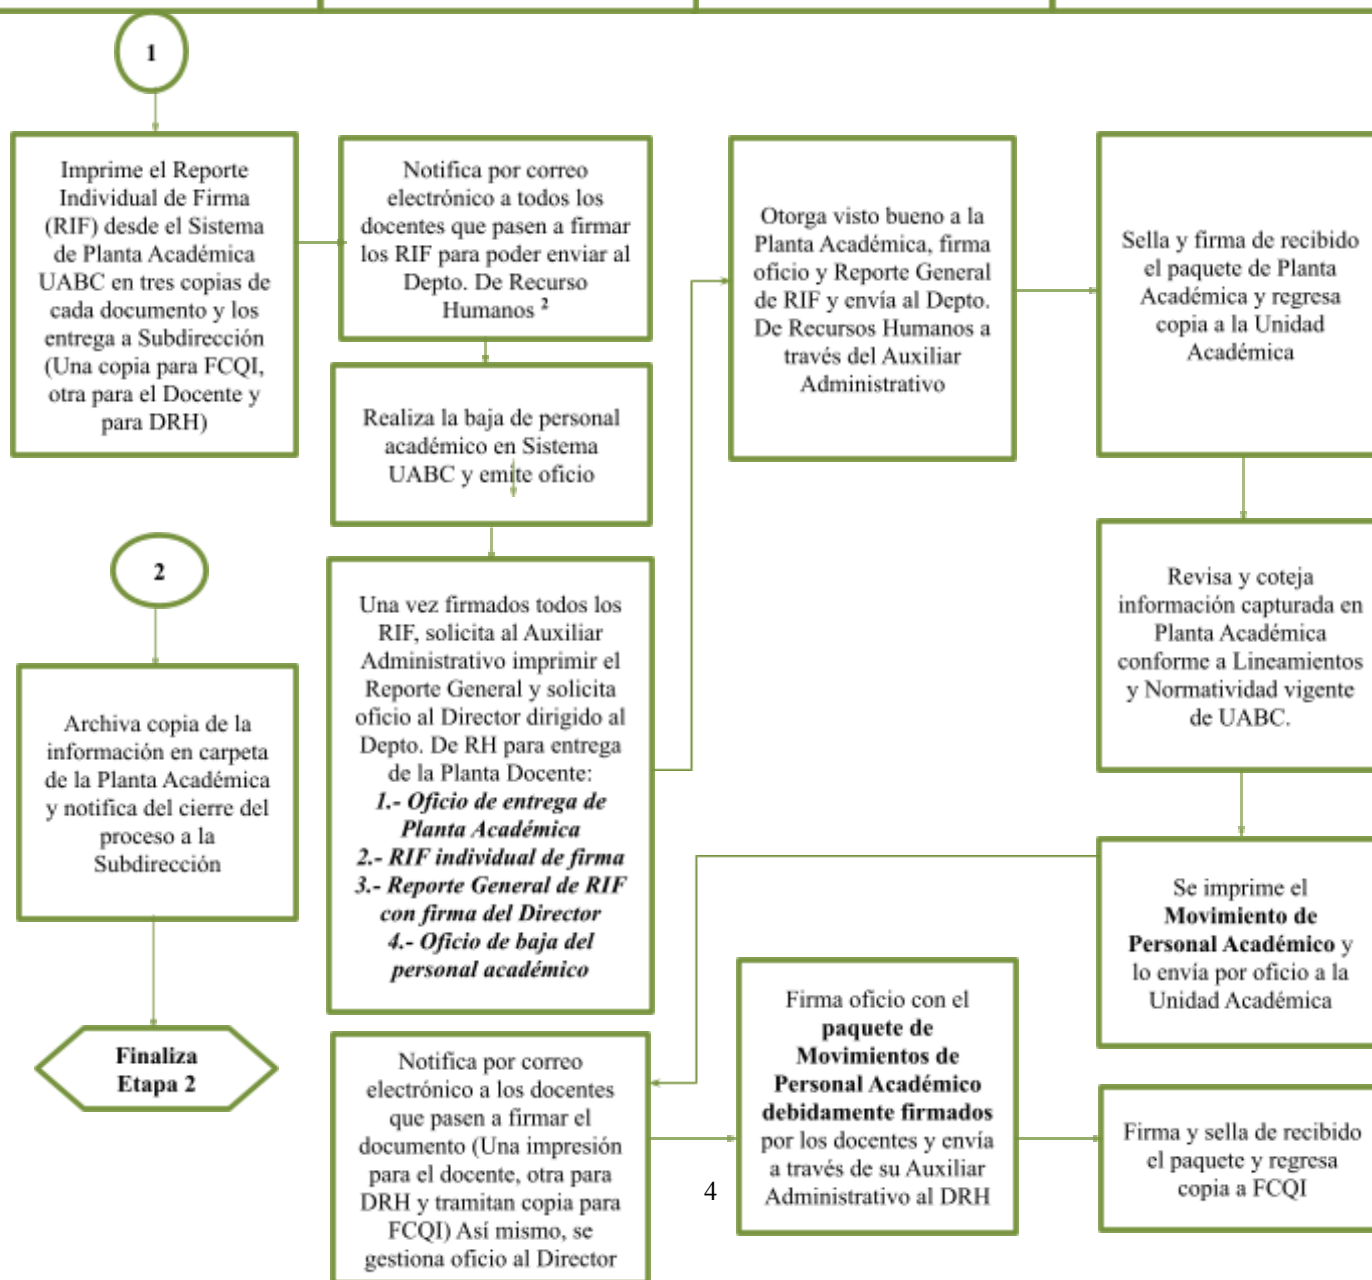 1
Imprime el Reporte
Individual de Firma
(RIF) desde el Sistema
de Planta Académica
UABC en tres copias de
cada documento y los
entrega a Subdirección
(Una copia para FCQI,
otra para el Docente y
para DRH)
Notifica por correo
electrónico a todos los
docentes que pasen a firmar
los RIF para poder enviar al
Depto. De Recurso
Humanos ²
Realiza la baja de personal
académico en Sistema
UABC y emite oficio
Una vez firmados todos los
RIF, solicita al Auxiliar
Administrativo imprimir el
Reporte General y solicita
oficio al Director dirigido al
Depto. De RH para entrega
de la Planta Docente:
1.- Oficio de entrega de
Planta Académica
2.- RIF individual de firma
3.- Reporte General de RIF
con firma del Director
4.- Oficio de baja del
personal académico
Otorga visto bueno a la
Planta Académica, firma
oficio y Reporte General
de RIF y envía al Depto.
De Recursos Humanos a
través del Auxiliar
Administrativo
Sella y firma de recibido
el paquete de Planta
Académica y regresa
copia a la Unidad
Académica
Revisa y coteja
información capturada en
Planta Académica
conforme a Lineamientos
y Normatividad vigente
de UABC.
Se imprime el
Movimiento de
Personal Académico y
lo envía por oficio a la
Unidad Académica
Notifica por correo
electrónico a los docentes
que pasen a firmar el
documento (Una impresión
para el docente, otra para
DRH y tramitan copia para
FCQI) Así mismo, se
gestiona oficio al Director
Firma oficio con el
paquete de
Movimientos de
Personal Académico
debidamente firmados
por los docentes y envía
a través de su Auxiliar
Administrativo al DRH
Firma y sella de recibido
el paquete y regresa
copia a FCQI
2
Archiva copia de la
información en carpeta
de la Planta Académica
y notifica del cierre del
proceso a la
Subdirección
Finaliza
Etapa 2
4